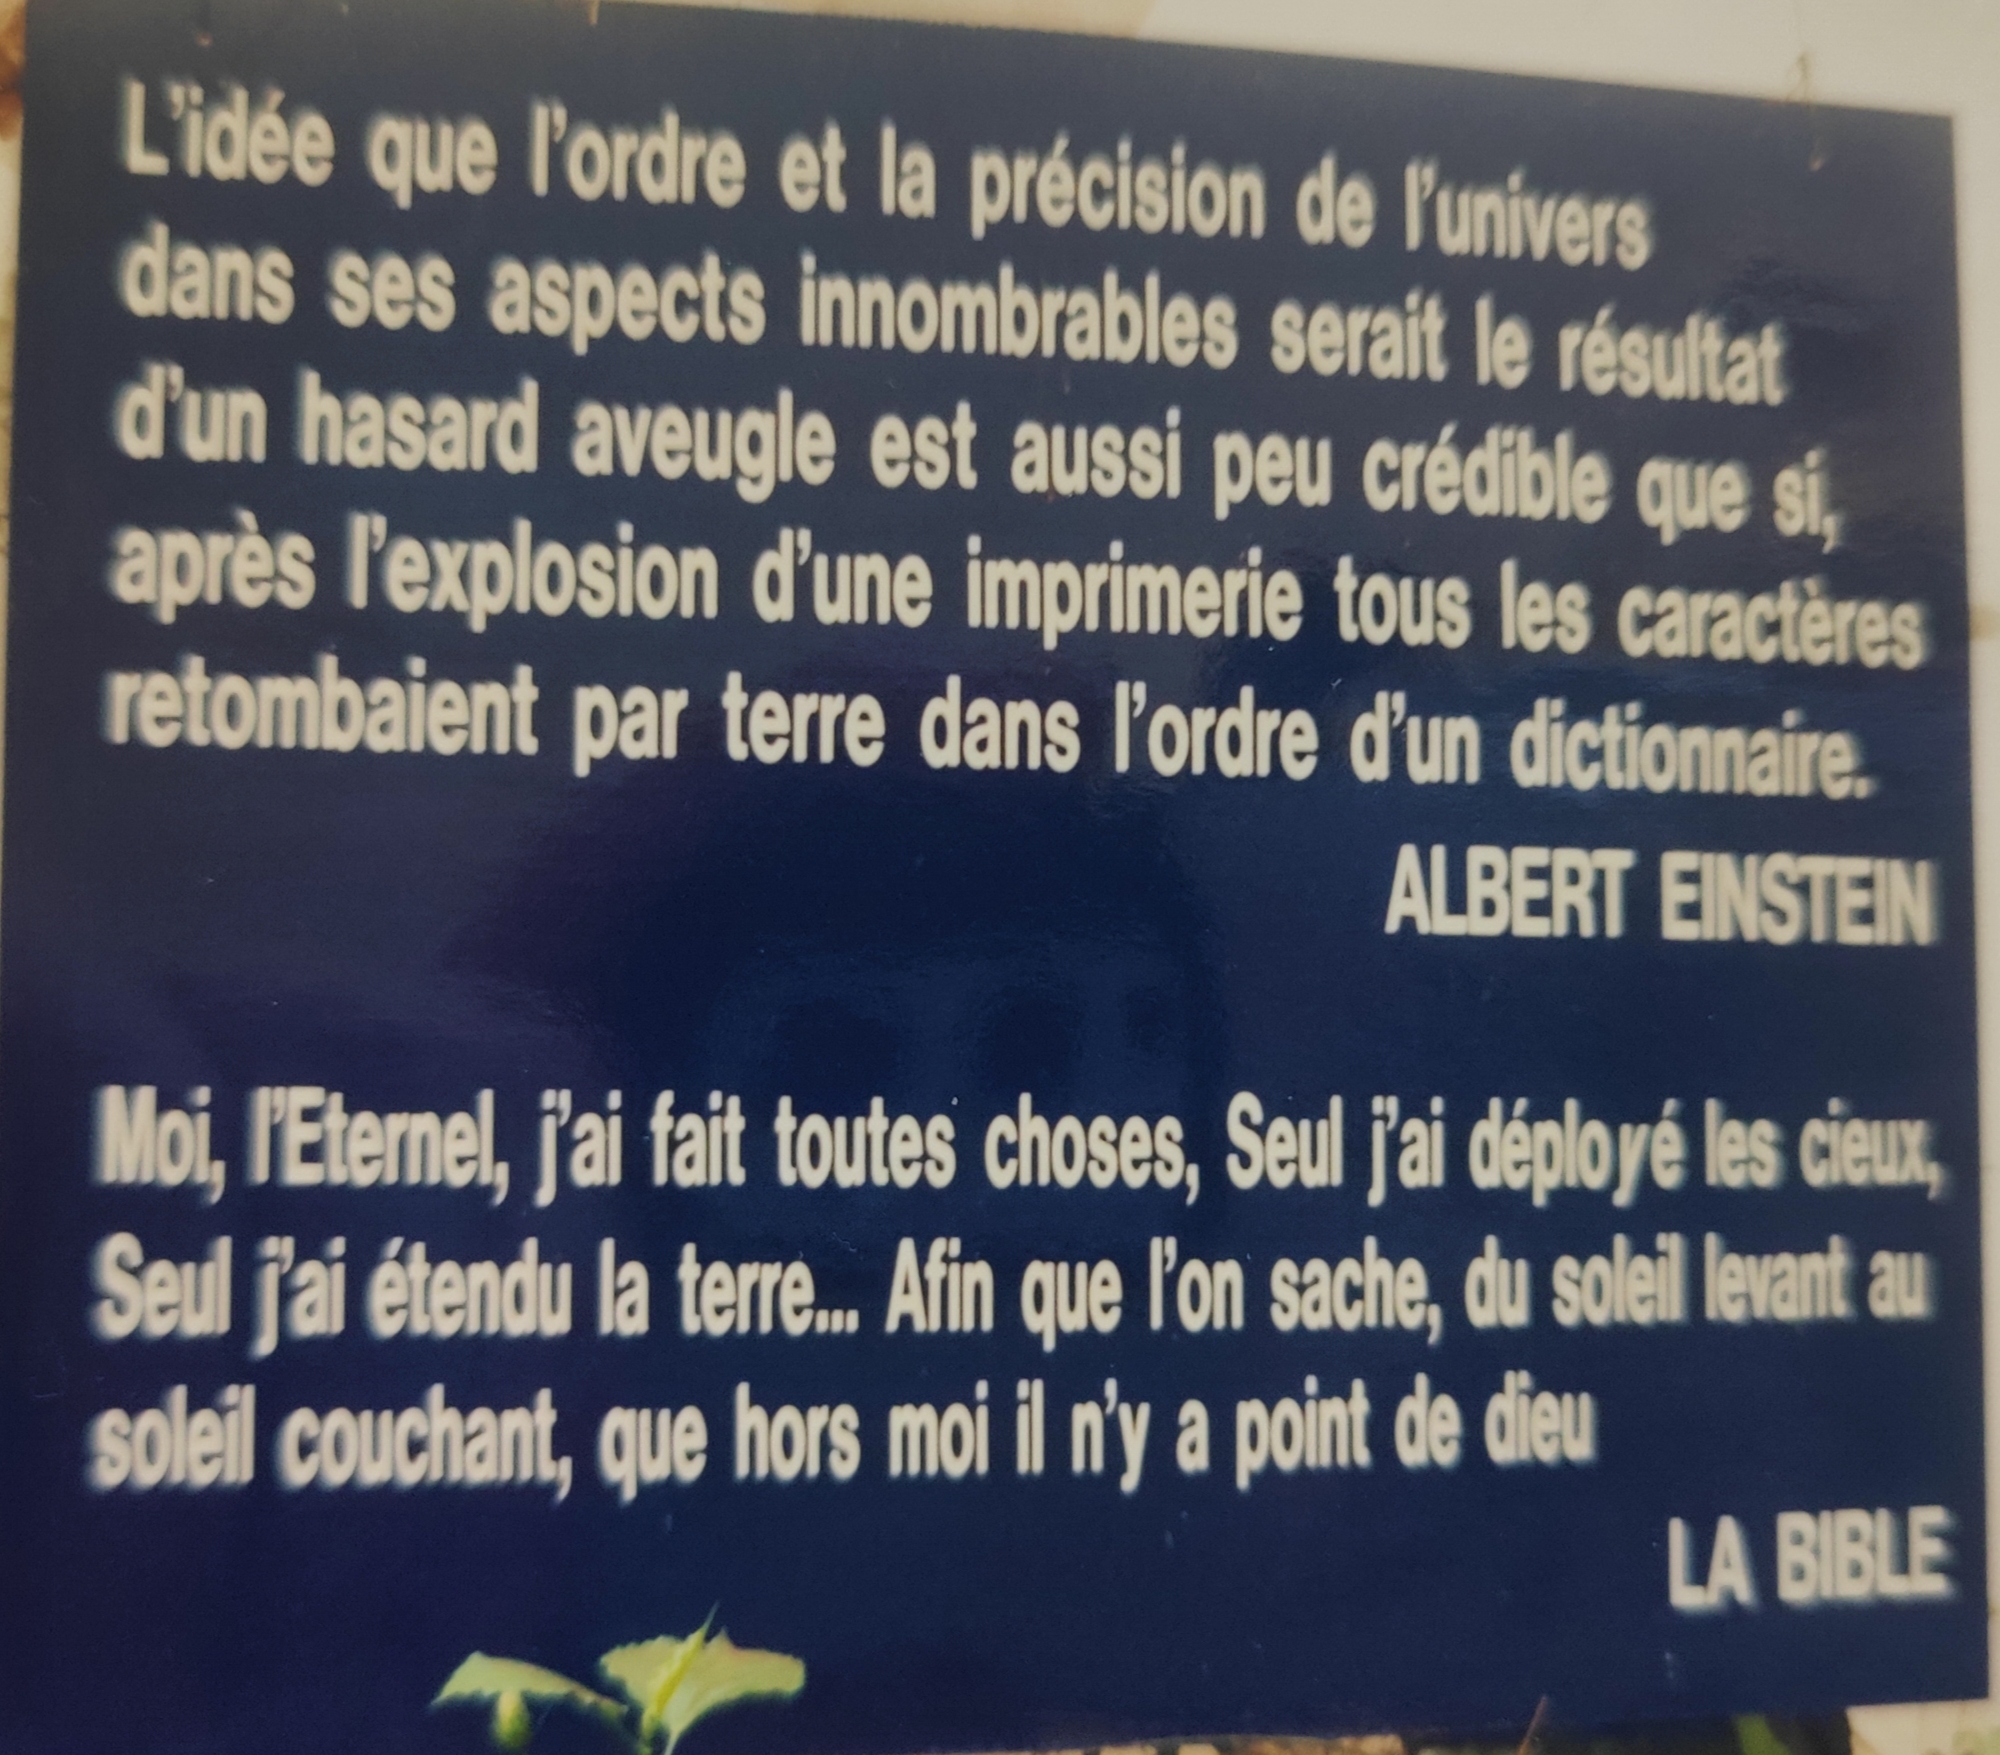 L'idée que l'ordre et la précision de l'univers
dans ses aspects innombrables serait le résultat
d'un hasard aveugle est aussi peu crédible que si,
après l'explosion d'une imprimerie tous les caractères
retombaient par terre dans l'ordre d'un dictionnaire.
ALBERT EINSTEIN
Moi, l'Eternel, j'ai fait toutes choses, Seul j'ai déployé les cieux,
Seul j'ai étendu la terre... Afin que l'on sache, du soleil levant au
soleil couchant, que hors moi il n'y a point de dieu
LA BIBLE